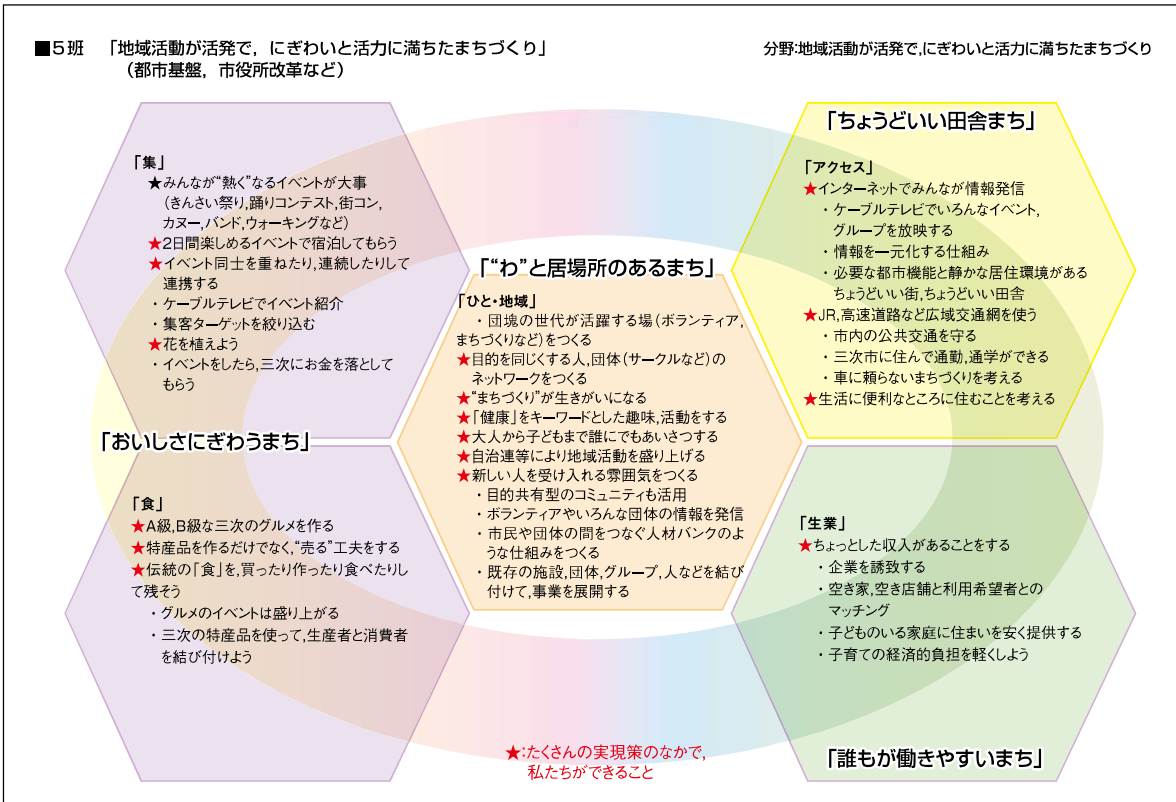 ■5班 「地域活動が活発で，にぎわいと活力に満ちたまちづくり」
（都市基盤，市役所改革など）
分野:地域活動が活発で,にぎわいと活力に満ちたまちづくり
「集」
★みんなが“熱く”なるイベントが大事
（きんさい祭り,踊りコンテスト,街コン,
カヌー,バンド,ウォーキングなど）
★2日間楽しめるイベントで宿泊してもらう
★イベント同士を重ねたり,連続したりして
連携する
・ケーブルテレビでイベント紹介
・集客ターゲットを絞り込む
★花を植えよう
・イベントをしたら,三次にお金を落として
もらう
「おいしさにぎわうまち」
「食」
★A級,B級な三次のグルメを作る
★特産品を作るだけでなく,“売る”工夫をする
★伝統の「食」を,買ったり作ったり食べたりし
て残そう
・グルメのイベントは盛り上がる
・三次の特産品を使って,生産者と消費者
を結び付けよう
「“わ”と居場所のあるまち」
「ひと・地域」
・団塊の世代が活躍する場（ボランティア,
まちづくりなど）をつくる
★目的を同じくする人,団体（サークルなど）の
ネットワークをつくる
★“まちづくり”が生きがいになる
★「健康」をキーワードとした趣味,活動をする
★大人から子どもまで誰にでもあいさつする
★自治連等により地域活動を盛り上げる
★新しい人を受け入れる雰囲気をつくる
・目的共有型のコミュニティも活用
・ボランティアやいろんな団体の情報を発信
・市民や団体の間をつなぐ人材バンクのよ
うな仕組みをつくる
・既存の施設,団体,グループ,人などを結び
付けて,事業を展開する
「ちょうどいい田舎まち」
「アクセス」
★インターネットでみんなが情報発信
・ケーブルテレビでいろんなイベント,
グループを放映する
・情報を一元化する仕組み
・必要な都市機能と静かな居住環境がある
ちょうどいい街,ちょうどいい田舎
★JR,高速道路など広域交通網を使う
・市内の公共交通を守る
・三次市に住んで通勤,通学ができる
・車に頼らないまちづくりを考える
★生活に便利なところに住むことを考える
「生業」
★ちょっとした収入があることをする
・企業を誘致する
・空き家,空き店舗と利用希望者との
マッチング
・子どものいる家庭に住まいを安く提供する
・子育ての経済的負担を軽くしよう
「誰もが働きやすいまち」
★:たくさんの実現策のなかで,
私たちができること